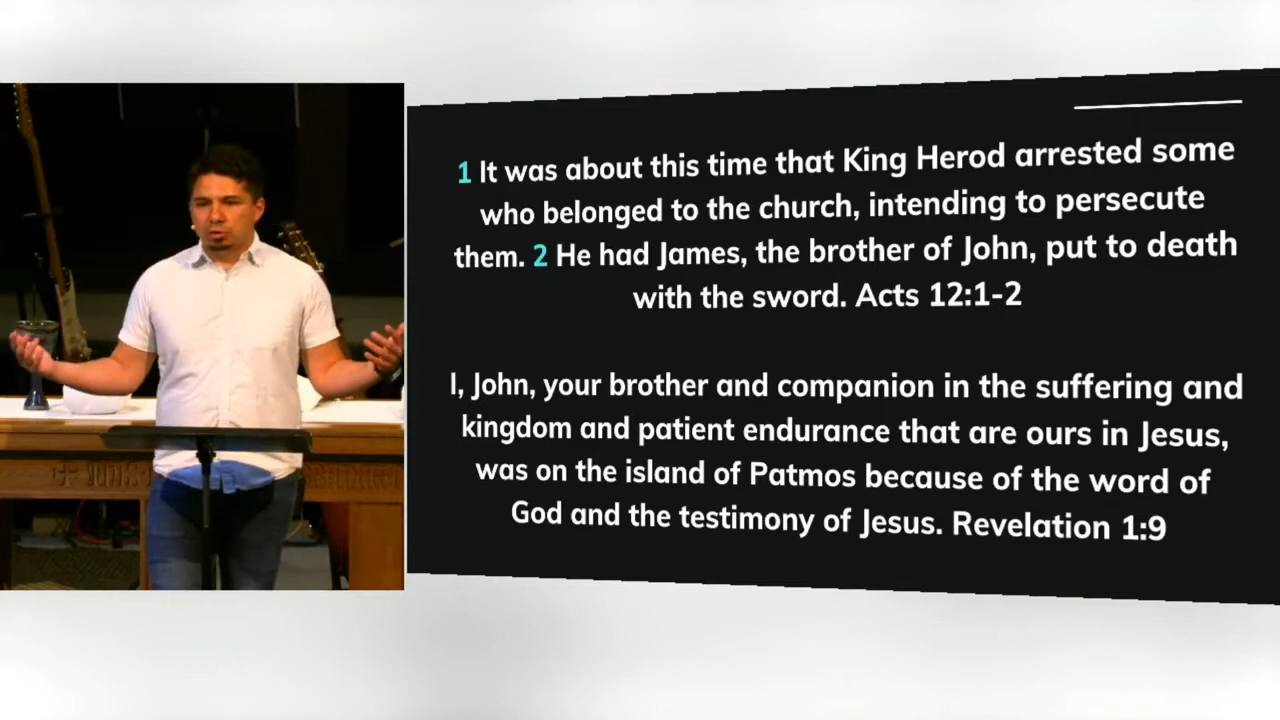 1 It was about this time that King Herod arrested some
who belonged to the church, intending to persecute
them. 2 He had James, the brother of John, put to death
with the sword. Acts 12:1-2
I, John, your brother and companion in the suffering and
kingdom and patient endurance that are ours in Jesus,
was on the island of Patmos because of the word of
God and the testimony of Jesus. Revelation 1:9